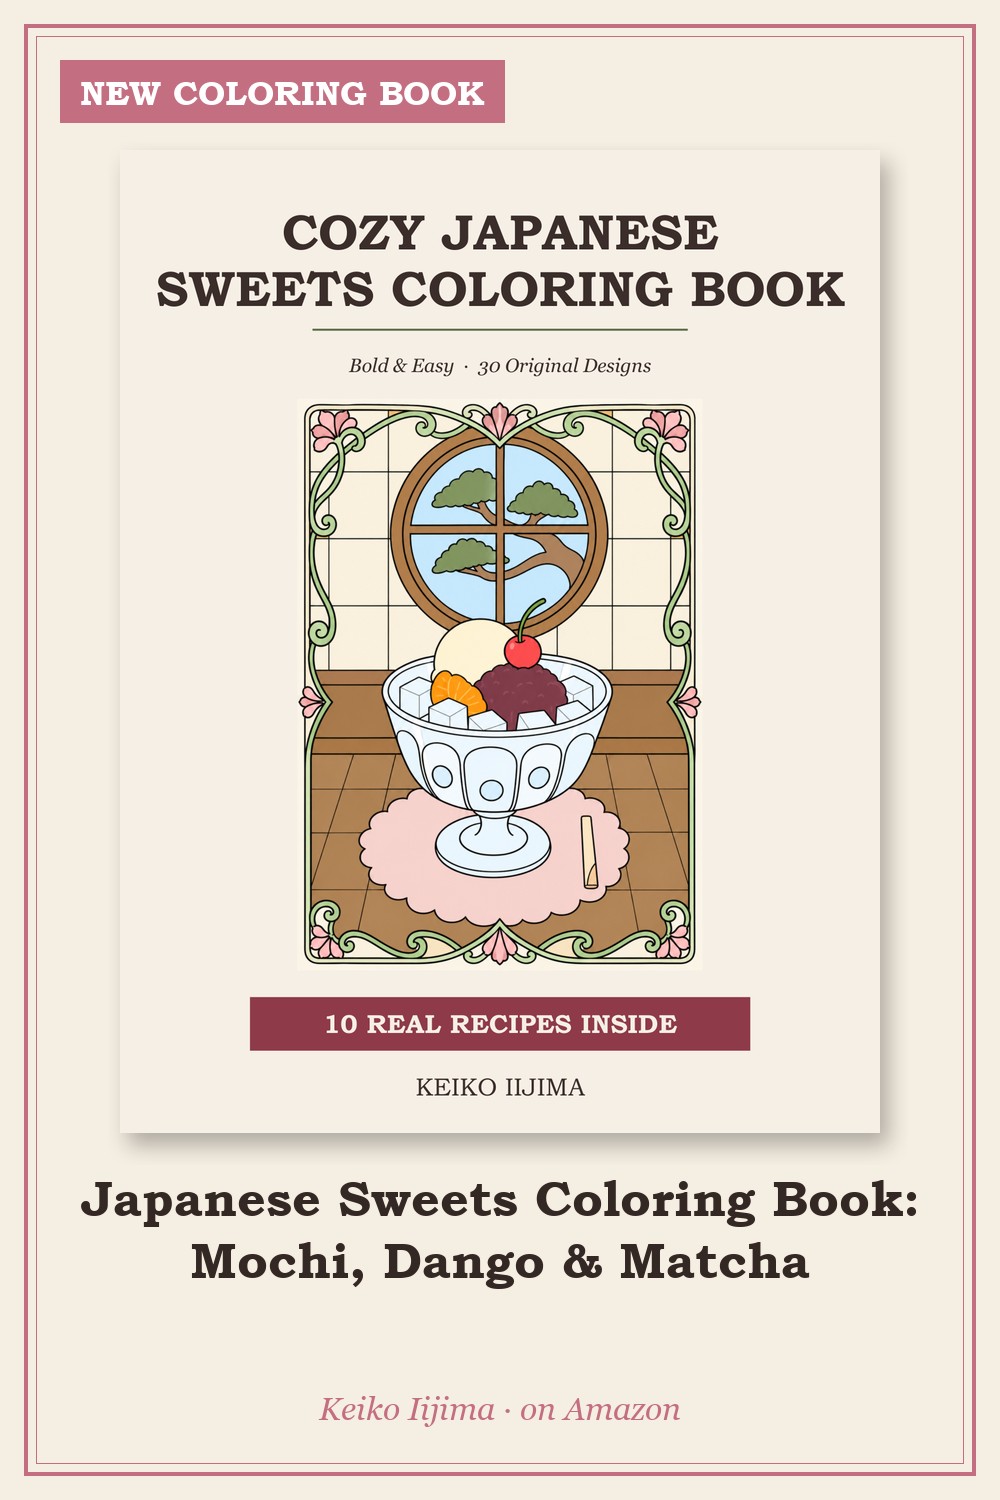 NEW COLORING BOOK
COZY JAPANESE
SWEETS COLORING BOOK
Bold & Easy · 30 Original Designs
10 REAL RECIPES INSIDE
KEIKO IIJIMA
Japanese Sweets Coloring Book:
Mochi, Dango & Matcha
Keiko Iijima · on Amazon